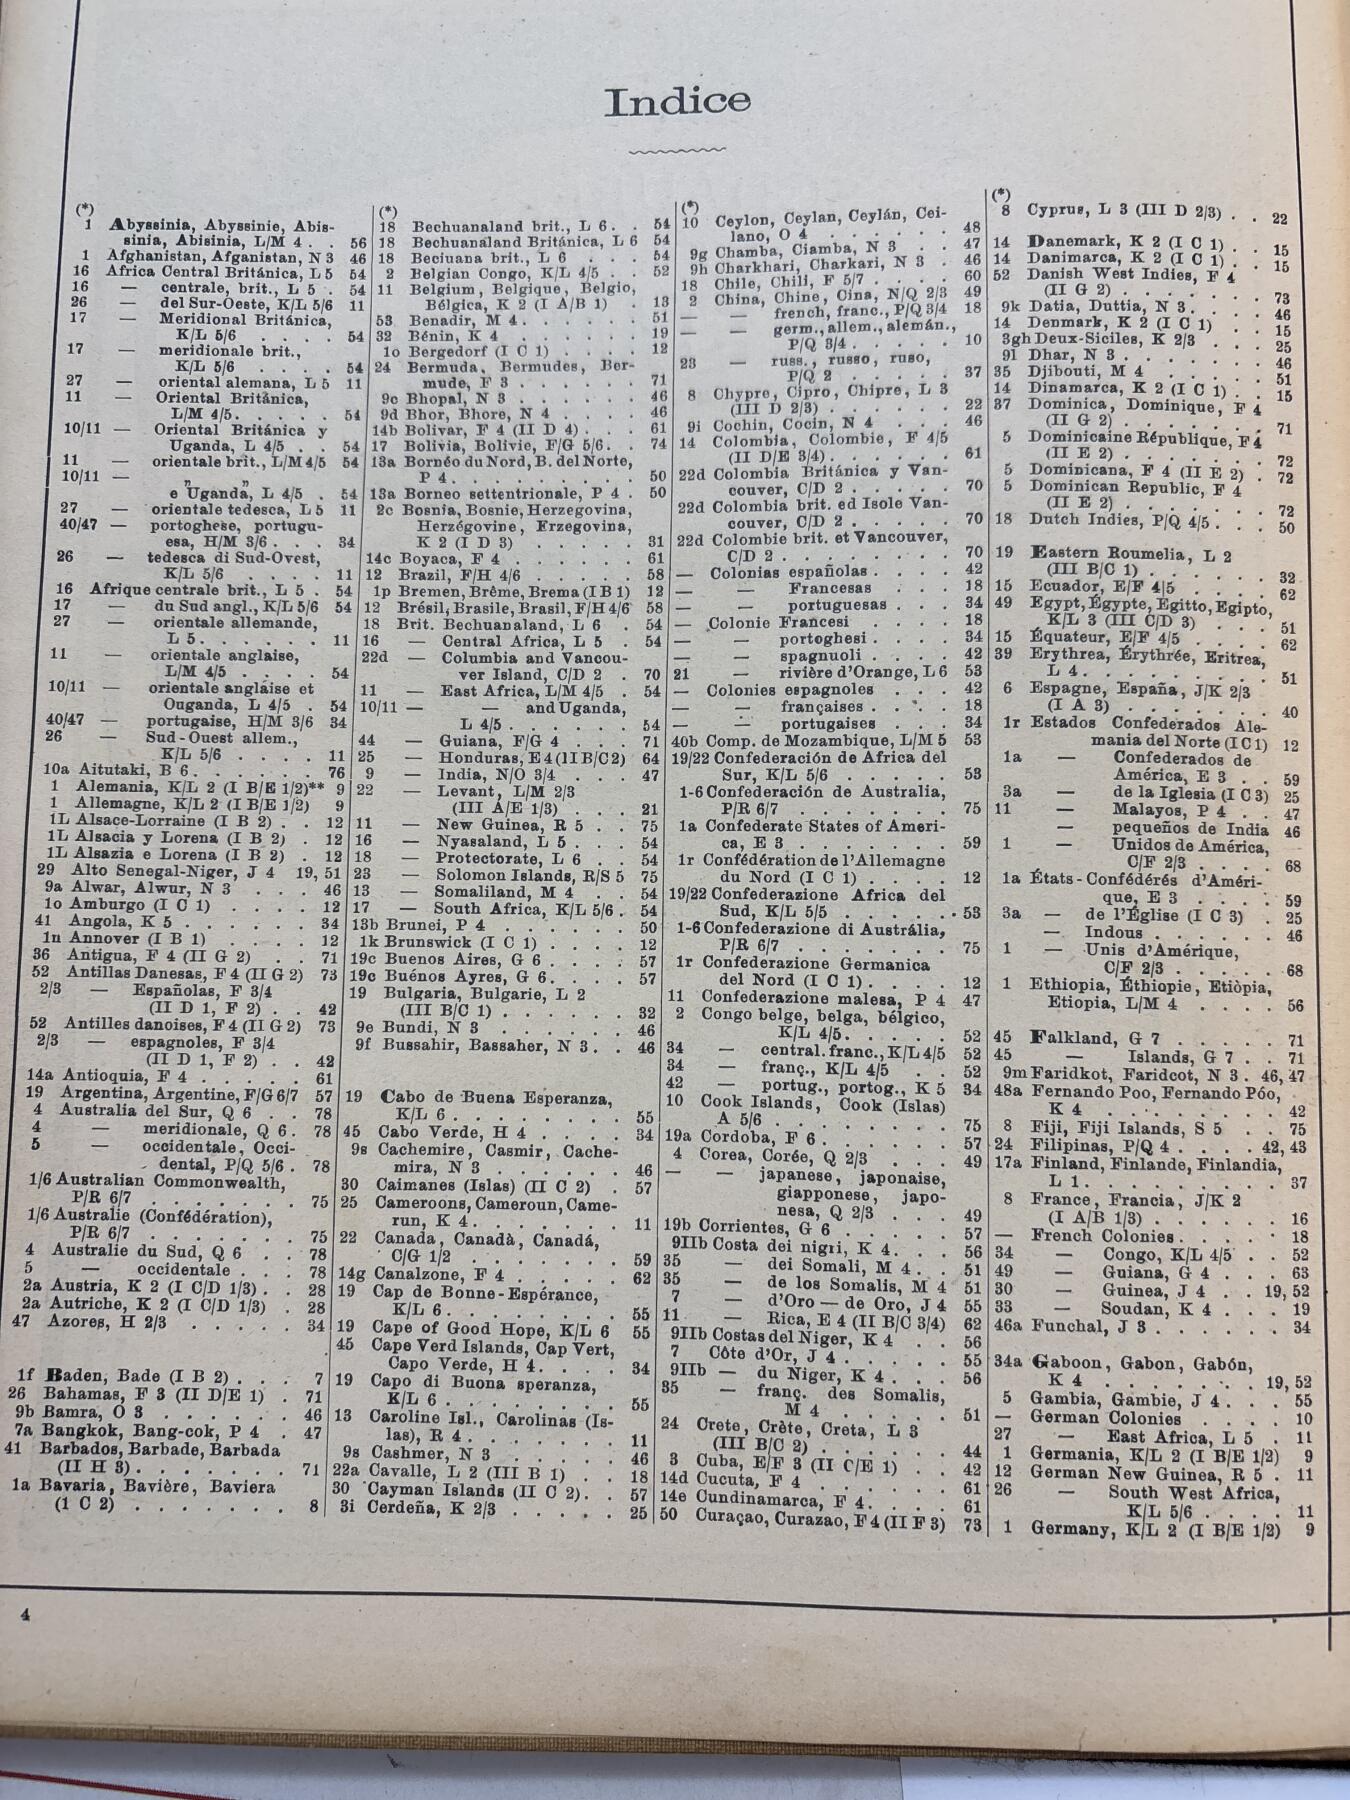 Indice
(*)
1 Abyssinia, Abyssinie, Abis-
sinia, Abisinia, L/M 4 . . 56
1 Afghanistan, Afganistan, N 3 46
16 Africa Central Británica, L 5 54
16 — centrale, brit., L 5 . 54
26 — del Sur-Oeste, K/L 5/6 11
17 — Meridional Británica,
K/L 5/6 . . . . 54
17 — meridionale brit.,
K/L 5/6 . . . . 54
27 — oriental alemana, L 5 11
11 — Oriental Británica,
L/M 4/5. . . . . 54
10/11 — Oriental Británica y
Uganda, L 4/5 . . 54
11 — orientale brit., L/M 4/5 54
10/11 — „ „
e Uganda, L 4/5 . 54
27 — orientale tedesca, L 5 11
40/47 — portoghese, portugu-
esa, H/M 3/6 . . . 34
26 — tedesca di Sud-Ovest,
K/L 5/6 . . . . 11
16 Afrique centrale brit., L 5 . 54
17 — du Sud angl., K/L 5/6 54
27 — orientale allemande,
L 5. . . . . . . 11
11 — orientale anglaise,
L/M 4/5 . . . . 54
10/11 — orientale anglaise et
Ouganda, L 4/5 . 54
40/47 — portugaise, H/M 3/6 34
26 — Sud-Ouest allem.,
K/L 5/6 . . . . 11
10a Aitutaki, B 6. . . . . . 76
1 Alemania, K/L 2 (I B/E 1/2)** 9
1 Allemagne, K/L 2 (I B/E 1/2) 9
1L Alsace-Lorraine (I B 2) . . 12
1L Alsacia y Lorena (I B 2) . 12
1L Alsazia e Lorena (I B 2) . 12
29 Alto Senegal-Niger, J 4 19, 51
9a Alwar, Alwur, N 3 . . . 46
1o Amburgo (I C 1) . . . . 12
41 Angola, K 5 . . . . . . 34
1n Annover (I B 1) . . . . 12
36 Antigua, F 4 (II G 2) . . 71
52 Antillas Danesas, F 4 (II G 2) 73
2/3 — Españolas, F 3/4
(II D 1, F 2) . . 42
52 Antilles danoises, F 4 (II G 2) 73
2/3 — espagnoles, F 3/4
(II D 1, F 2) . . 42
14a Antioquia, F 4 . . . . . 61
19 Argentina, Argentine, F/G 6/7 57
4 Australia del Sur, Q 6 . . 78
4 — meridionale, Q 6 . 78
5 — occidentale, Occi-
dental, P/Q 5/6 . 78
1/6 Australian Commonwealth,
P/R 6/7 . . . . . . 75
1/6 Australie (Confédération),
P/R 6/7 . . . . . . 75
4 Australie du Sud, Q 6 . . 78
5 — occidentale . . . 78
2a Austria, K 2 (I C/D 1/3) . . 28
2a Autriche, K 2 (I C/D 1/3) . 28
47 Azores, H 2/3 . . . . . 34
1f Baden, Bade (I B 2) . . . 7
26 Bahamas, F 3 (II D/E 1) . 71
9b Bamra, O 3 . . . . . . 46
7a Bangkok, Bang-cok, P 4 . 47
41 Barbados, Barbade, Barbada
(II H 3). . . . . . . 71
1a Bavaria, Bavière, Baviera
(1 C 2) . . . . . . . 8
(*)
18 Bechuanaland brit., L 6 . . 54
18 Bechuanaland Británica, L 6 54
18 Beciuana brit., L 6 . . . 54
2 Belgian Congo, K/L 4/5 . . 52
11 Belgium, Belgique, Belgio,
Bélgica, K 2 (I A/B 1) . 13
53 Benadir, M 4 . . . . . . 51
32 Bénin, K 4 . . . . . . 19
1o Bergedorf (I C 1) . . . . 12
24 Bermuda, Bermudes, Ber-
mude, F 3 . . . . . . 71
9c Bhopal, N 3 . . . . . . 46
9d Bhor, Bhore, N 4 . . . . 46
14b Bolivar, F 4 (II D 4) . . . 61
17 Bolivia, Bolivie, F/G 5/6. . 74
13a Bornéo du Nord, B. del Norte,
P 4. . . . . . . . . 50
13a Borneo settentrionale, P 4 . 50
2c Bosnia, Bosnie, Herzegovina,
Herzégovine, Erzegovina,
K 2 (I D 3) . . . . . 31
14c Boyaca, F 4 . . . . . . 61
12 Brazil, F/H 4/6 . . . . . 58
1p Bremen, Brême, Brema (I B 1) 12
12 Brésil, Brasile, Brasil, F/H 4/6 58
18 Brit. Bechuanaland, L 6 . 54
16 — Central Africa, L 5 . 54
22d — Columbia and Vancou-
ver Island, C/D 2 . 70
11 — East Africa, L/M 4/5 . 54
10/11 — — and Uganda,
L 4/5 . . . . . . 54
44 — Guiana, F/G 4 . . . 71
25 — Honduras, E 4 (II B/C 2) 64
9 — India, N/O 3/4 . . . 47
22 — Levant, L/M 2/3
(III A/E 1/3) . . . 21
11 — New Guinea, R 5 . . 75
16 — Nyasaland, L 5 . . . 54
18 — Protectorate, L 6 . . 54
23 — Solomon Islands, R/S 5 75
13 — Somaliland, M 4 . . 54
17 — South Africa, K/L 5/6 . 54
13b Brunei, P 4 . . . . . . 50
1k Brunswick (I C 1) . . . . 12
19c Buenos Aires, G 6 . . . . 57
19c Buénos Ayres, G 6 . . . . 57
19 Bulgaria, Bulgarie, L 2
(III B/C 1) . . . . . . 32
9e Bundi, N 3 . . . . . . 46
9f Bussahir, Bassaher, N 3 . . 46
19 Cabo de Buena Esperanza,
K/L 6 . . . . . . . 55
45 Cabo Verde, H 4 . . . . 34
9s Cachemire, Casmir, Cache-
mira, N 3 . . . . . . 46
30 Caimanes (Islas) (II C 2) . 57
25 Cameroons, Cameroun, Came-
run, K 4. . . . . . . 11
22 Canada, Canadà, Canadá,
C/G 1/2 . . . . . . 59
14g Canalzone, F 4 . . . . . 62
19 Cap de Bonne-Espérance,
K/L 6. . . . . . . . 55
19 Cape of Good Hope, K/L 6 55
45 Cape Verd Islands, Cap Vert,
Capo Verde, H 4. . . . 34
19 Capo di Buena speranza,
K/L 6 . . . . . . . 55
13 Caroline Isl., Carolinas (Is-
las), R 4 . . . . . . . 11
9s Cashmer, N 3 . . . . . 46
22a Cavalle, L 2 (III B 1) . . 18
30 Cayman Islands (II C 2). . 57
3i Cerdeña, K 2/3 . . . . . 25
(*)
10 Ceylon, Ceylan, Ceylán, Cei-
lano, O 4 . . . . . . 48
9g Chamba, Ciamba, N 3 . . 47
9h Charkhari, Charkari, N 3 . 46
18 Chile, Chili, F 5/7 . . . . 60
2 China, Chine, Cina, N/Q 2/3 49
— — french, franc., P/Q 3/4 18
— — germ., allem., alemán.,
P/Q 3/4 . . . . . 10
23 — russ., russo, ruso,
P/Q 2 . . . . . . 37
8 Chypre, Cipro, Chipre, L 3
(III D 2/3) . . . . . . 22
9i Cochin, Cocin, N 4 . . . 46
14 Colombia, Colombie, F 4/5
(II D/E 3/4). . . . . . 61
22d Colombia Británica y Van-
couver, C/D 2 . . . . . 70
22d Colombia brit. ed Isole Van-
couver, C/D 2 . . . . . 70
22d Colombie brit. et Vancouver,
C/D 2 . . . . . . . . 70
— Colonias españolas . . . . 42
— — Francesas . . . 18
— — portuguesas . . . 34
— Colonie Francesi . . . . 18
— — portoghesi . . . . 34
— — spagnuoli . . . . 42
21 — rivière d'Orange, L 6 53
— Colonies espagnoles . . . 42
— — françaises . . . . 18
— — portugaises . . . 34
40b Comp. de Mozambique, L/M 5 53
19/22 Confederación de Africa del
Sur, K/L 5/6 . . . . . 53
1-6 Confederación de Australia,
P/R 6/7 . . . . . . . 75
1a Confederate States of Ameri-
ca, E 3 . . . . . . . 59
1r Confédération de l'Allemagne
du Nord (I C 1) . . . . 12
19/22 Confederazione Africa del
Sud, K/L 5/5 . . . . . 53
1-6 Confederazione di Austrália,
P/R 6/7 . . . . . . . 75
1r Confederazione Germanica
del Nord (I C 1). . . . 12
11 Confederazione malesa, P 4 47
2 Congo belge, belga, bélgico,
K/L 4/5. . . . . . . 52
34 — central. franc., K/L 4/5 52
34 — franç., K/L 4/5 . . . 52
42 — portug., portog., K 5 34
10 Cook Islands, Cook (Islas)
A 5/6 . . . . . . . . 75
19a Cordoba, F 6 . . . . . . 57
4 Corea, Corée, Q 2/3 . . . 49
— — japanese, japonaise,
giapponese, japo-
nesa, Q 2/3 . . . 49
19b Corrientes, G 6 . . . . . 57
9IIb Costa dei nigri, K 4. . . . 56
35 — dei Somali, M 4 . . . 51
35 — de los Somalis, M 4 51
7 — d'Oro — de Oro, J 4 55
11 — Rica, E 4 (II B/C 3/4) 62
9IIb Costas del Niger, K 4 . . 56
7 Côte d'Or, J 4 . . . . . 55
9IIb — du Niger, K 4 . . . . 56
35 — franç. des Somalis,
M 4 . . . . . . . 51
24 Crete, Crète, Creta, L 3
(III B/C 2) . . . . . . 44
3 Cuba, E/F 3 (II C/E 1) . . 42
14d Cucuta, F 4 . . . . . . 61
14e Cundinamarca, F 4. . . . 61
50 Curaçao, Curazao, F 4 (II F 3) 73
(*)
8 Cyprus, L 3 (III D 2/3) . . 22
14 Danemark, K 2 (I C 1) . . 15
14 Danimarca, K 2 (I C 1) . . 15
52 Danish West Indies, F 4
(II G 2) . . . . . . . 73
9k Datia, Duttia, N 3 . . . . 46
14 Denmark, K 2 (I C 1) . . 15
3gh Deux-Siciles, K 2/3 . . . 25
9l Dhar, N 3 . . . . . . . 46
35 Djibouti, M 4 . . . . . 51
14 Dinamarca, K 2 (I C 1) . . 15
37 Dominica, Dominique, F 4
(II G 2) . . . . . . . 71
5 Dominicaine République, F 4
(II E 2) . . . . . . . 72
5 Dominicana, F 4 (II E 2) . 72
5 Dominican Republic, F 4
(II E 2) . . . . . . . 72
18 Dutch Indies, P/Q 4/5 . . . 50
19 Eastern Roumelia, L 2
(III B/C 1) . . . . . . 32
15 Ecuador, E/F 4/5 . . . . 62
49 Egypt, Égypte, Egitto, Egipto,
K/L 3 (III C/D 3) . . . 51
15 Équateur, E/F 4/5 . . . . 62
39 Erythrea, Érythrée, Eritrea,
L 4. . . . . . . . . 51
6 Espagne, España, J/K 2/3
(I A 3) . . . . . . . 40
1r Estados Confederados Ale-
mania del Norte (I C 1) 12
1a — Confederados de
América, E 3 . . 59
3a — de la Iglesia (I C 3) 25
11 — Malayos, P 4 . . 47
— pequeños de India 46
1 — Unidos de América,
C/F 2/3 . . . . 68
1a États-Confédérés d'Améri-
que, E 3 . . . . . 59
3a — de l'Église (I C 3) . 25
— Indous . . . . . . 46
1 — Unis d'Amérique,
C/F 2/3 . . . . . 68
1 Ethiopia, Éthiopie, Etiòpia,
Etiopia, L/M 4 . . . . 56
45 Falkland, G 7 . . . . . 71
45 — Islands, G 7 . . 71
9m Faridkot, Faridcot, N 3 . 46, 47
48a Fernando Poo, Fernando Póo,
K 4 . . . . . . . . 42
8 Fiji, Fiji Islands, S 5 . . 75
24 Filipinas, P/Q 4 . . . . 42, 43
17a Finland, Finlande, Finlandia,
L 1. . . . . . . . . 37
8 France, Francia, J/K 2
(I A/B 1/3) . . . . . . 16
— French Colonies . . . . . 18
34 — Congo, K/L 4/5 . . 52
49 — Guiana, G 4 . . . 63
30 — Guinea, J 4 . . 19, 52
33 — Soudan, K 4 . . . 19
46a Funchal, J 3 . . . . . . 34
34a Gaboon, Gabon, Gabón,
K 4 . . . . . . . 19, 52
5 Gambia, Gambie, J 4 . . . 55
— German Colonies . . . . 10
27 — East Africa, L 5 . 11
1 Germania, K/L 2 (I B/E 1/2) 9
12 German New Guinea, R 5 . 11
26 — South West Africa,
K/L 5/6 . . . . 11
1 Germany, K/L 2 (I B/E 1/2) 9
4